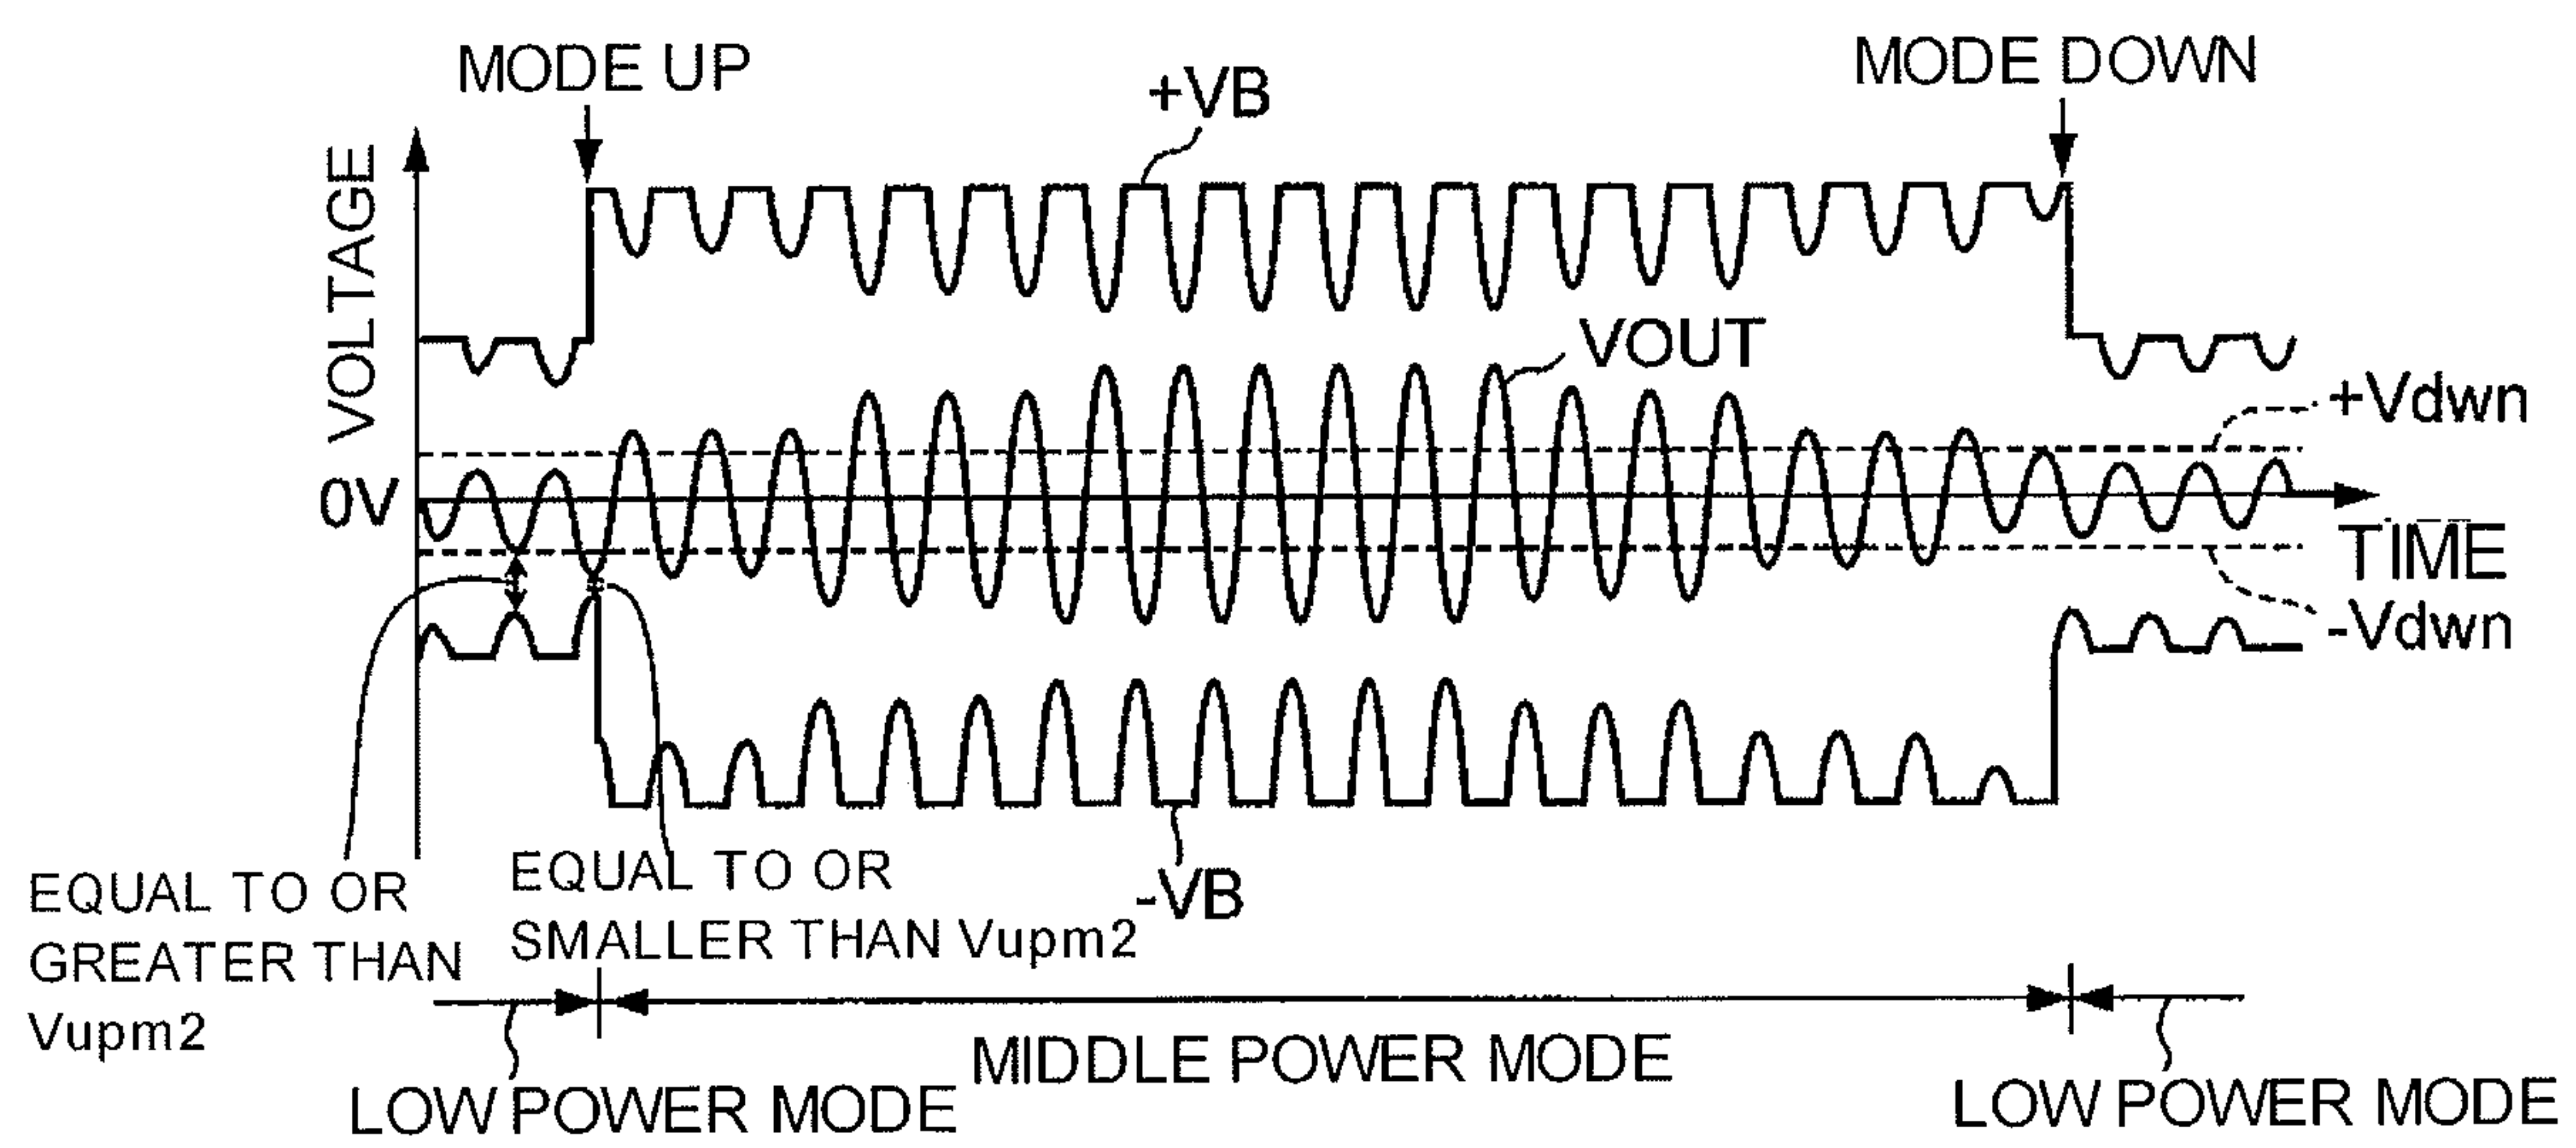 MODE UP
+VB
MODE DOWN
VOLTAGE
VOUT
+Vdwn
0V
TIME
-Vdwn
EQUAL TO OR
GREATER THAN
Vupm2
EQUAL TO OR
SMALLER THAN Vupm2
-VB
MIDDLE POWER MODE
LOW POWER MODE
LOW POWER MODE